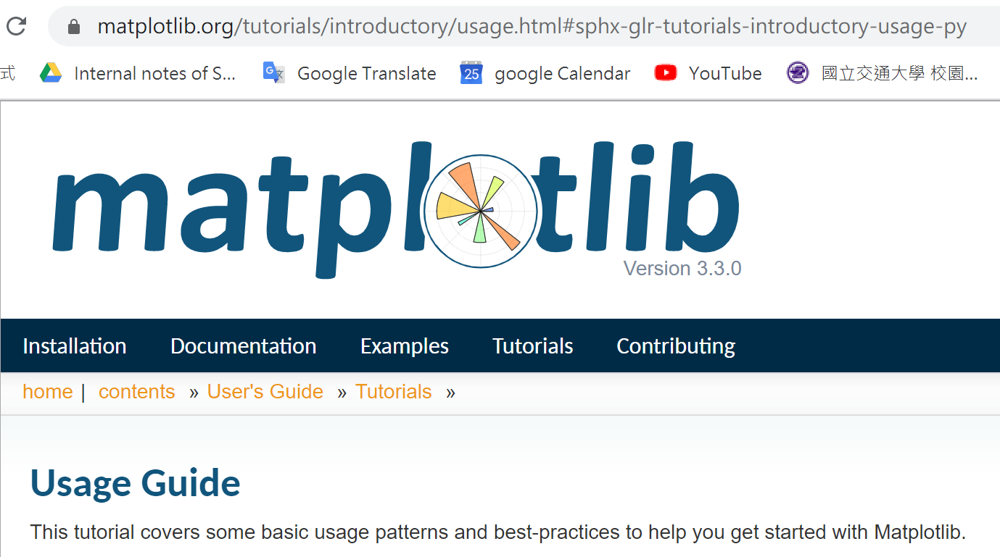 matplotlib.org/tutorials/introductory/usage.html#sphx-glr-tutorials-introductory-usage-py
式 Internal notes of S... Google Translate 25 google Calendar YouTube 國立交通大學 校園...
matplotlib
Version 3.3.0
Installation Documentation Examples Tutorials Contributing
home | contents » User's Guide » Tutorials »
Usage Guide
This tutorial covers some basic usage patterns and best-practices to help you get started with Matplotlib.